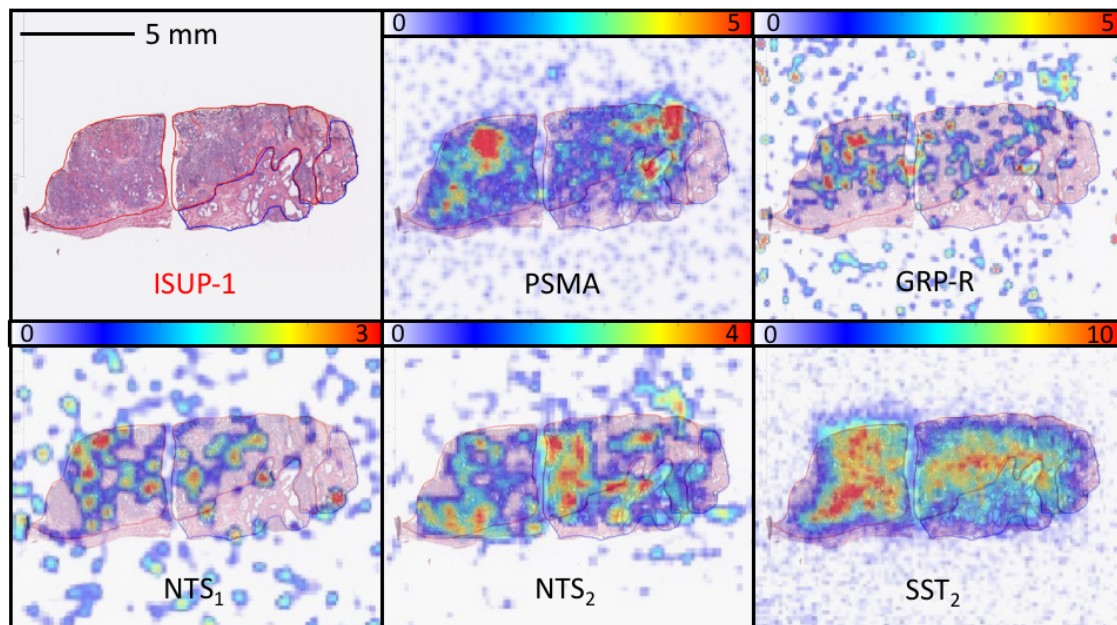 5 mm
ISUP-1
0 5
PSMA
0 5
GRP-R
0 3
NTS₁
0 4
NTS₂
0 10
SST₂